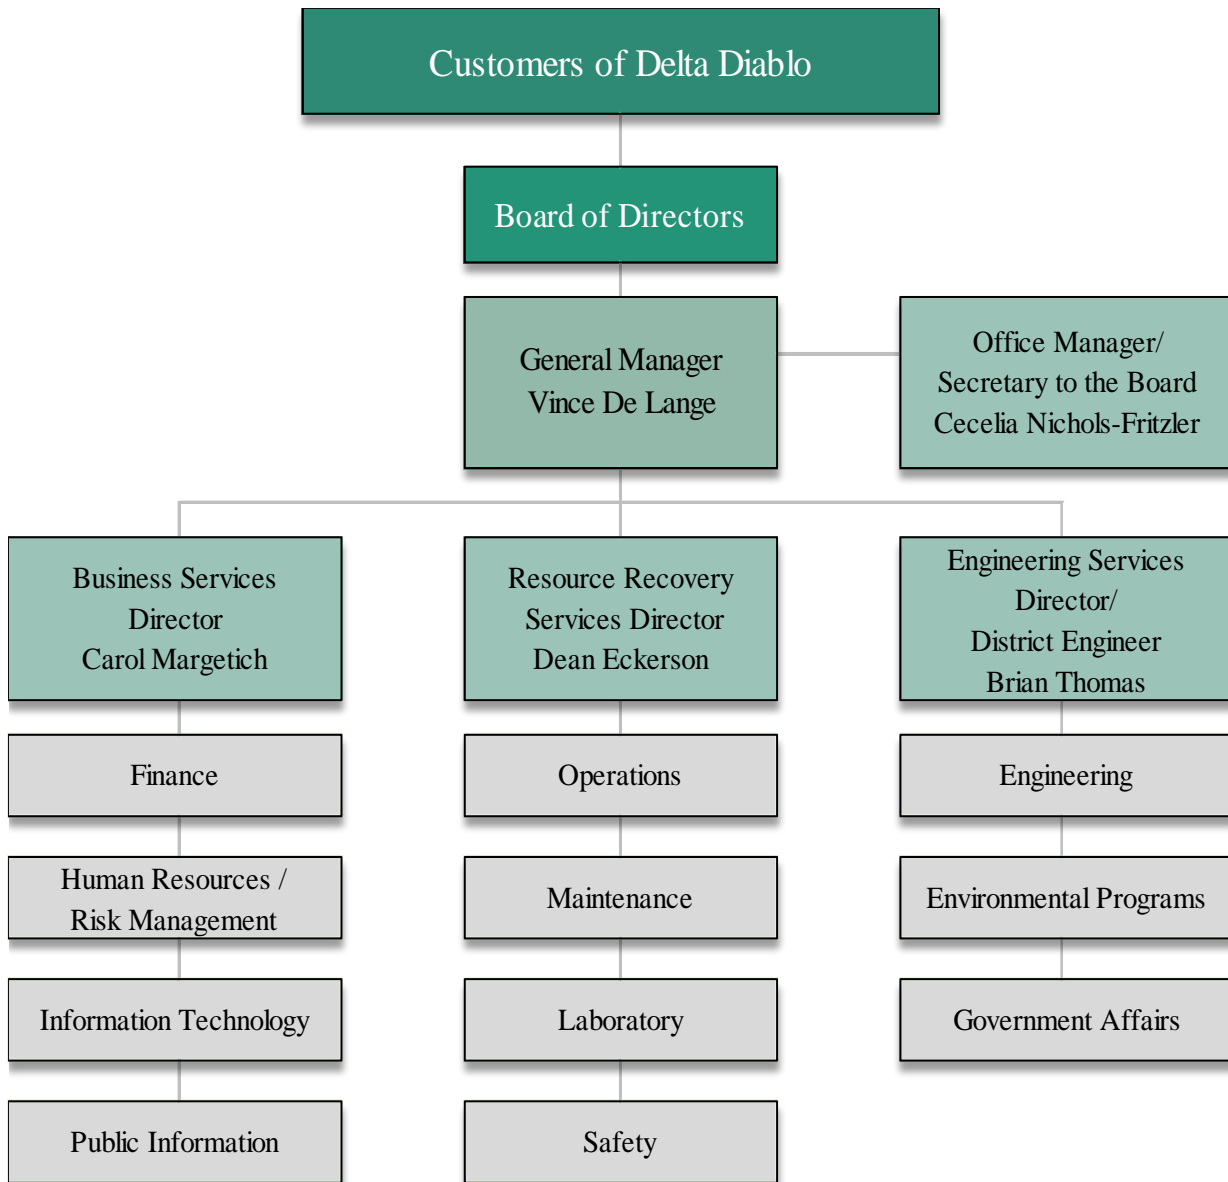 Customers of Delta Diablo
Board of Directors
General Manager
Vince De Lange
Office Manager/
Secretary to the Board
Cecelia Nichols-Fritzler
Business Services
Director
Carol Margetich
Resource Recovery
Services Director
Dean Eckerson
Engineering Services
Director/
District Engineer
Brian Thomas
Finance
Operations
Engineering
Human Resources /
Risk Management
Maintenance
Environmental Programs
Information Technology
Laboratory
Government Affairs
Public Information
Safety